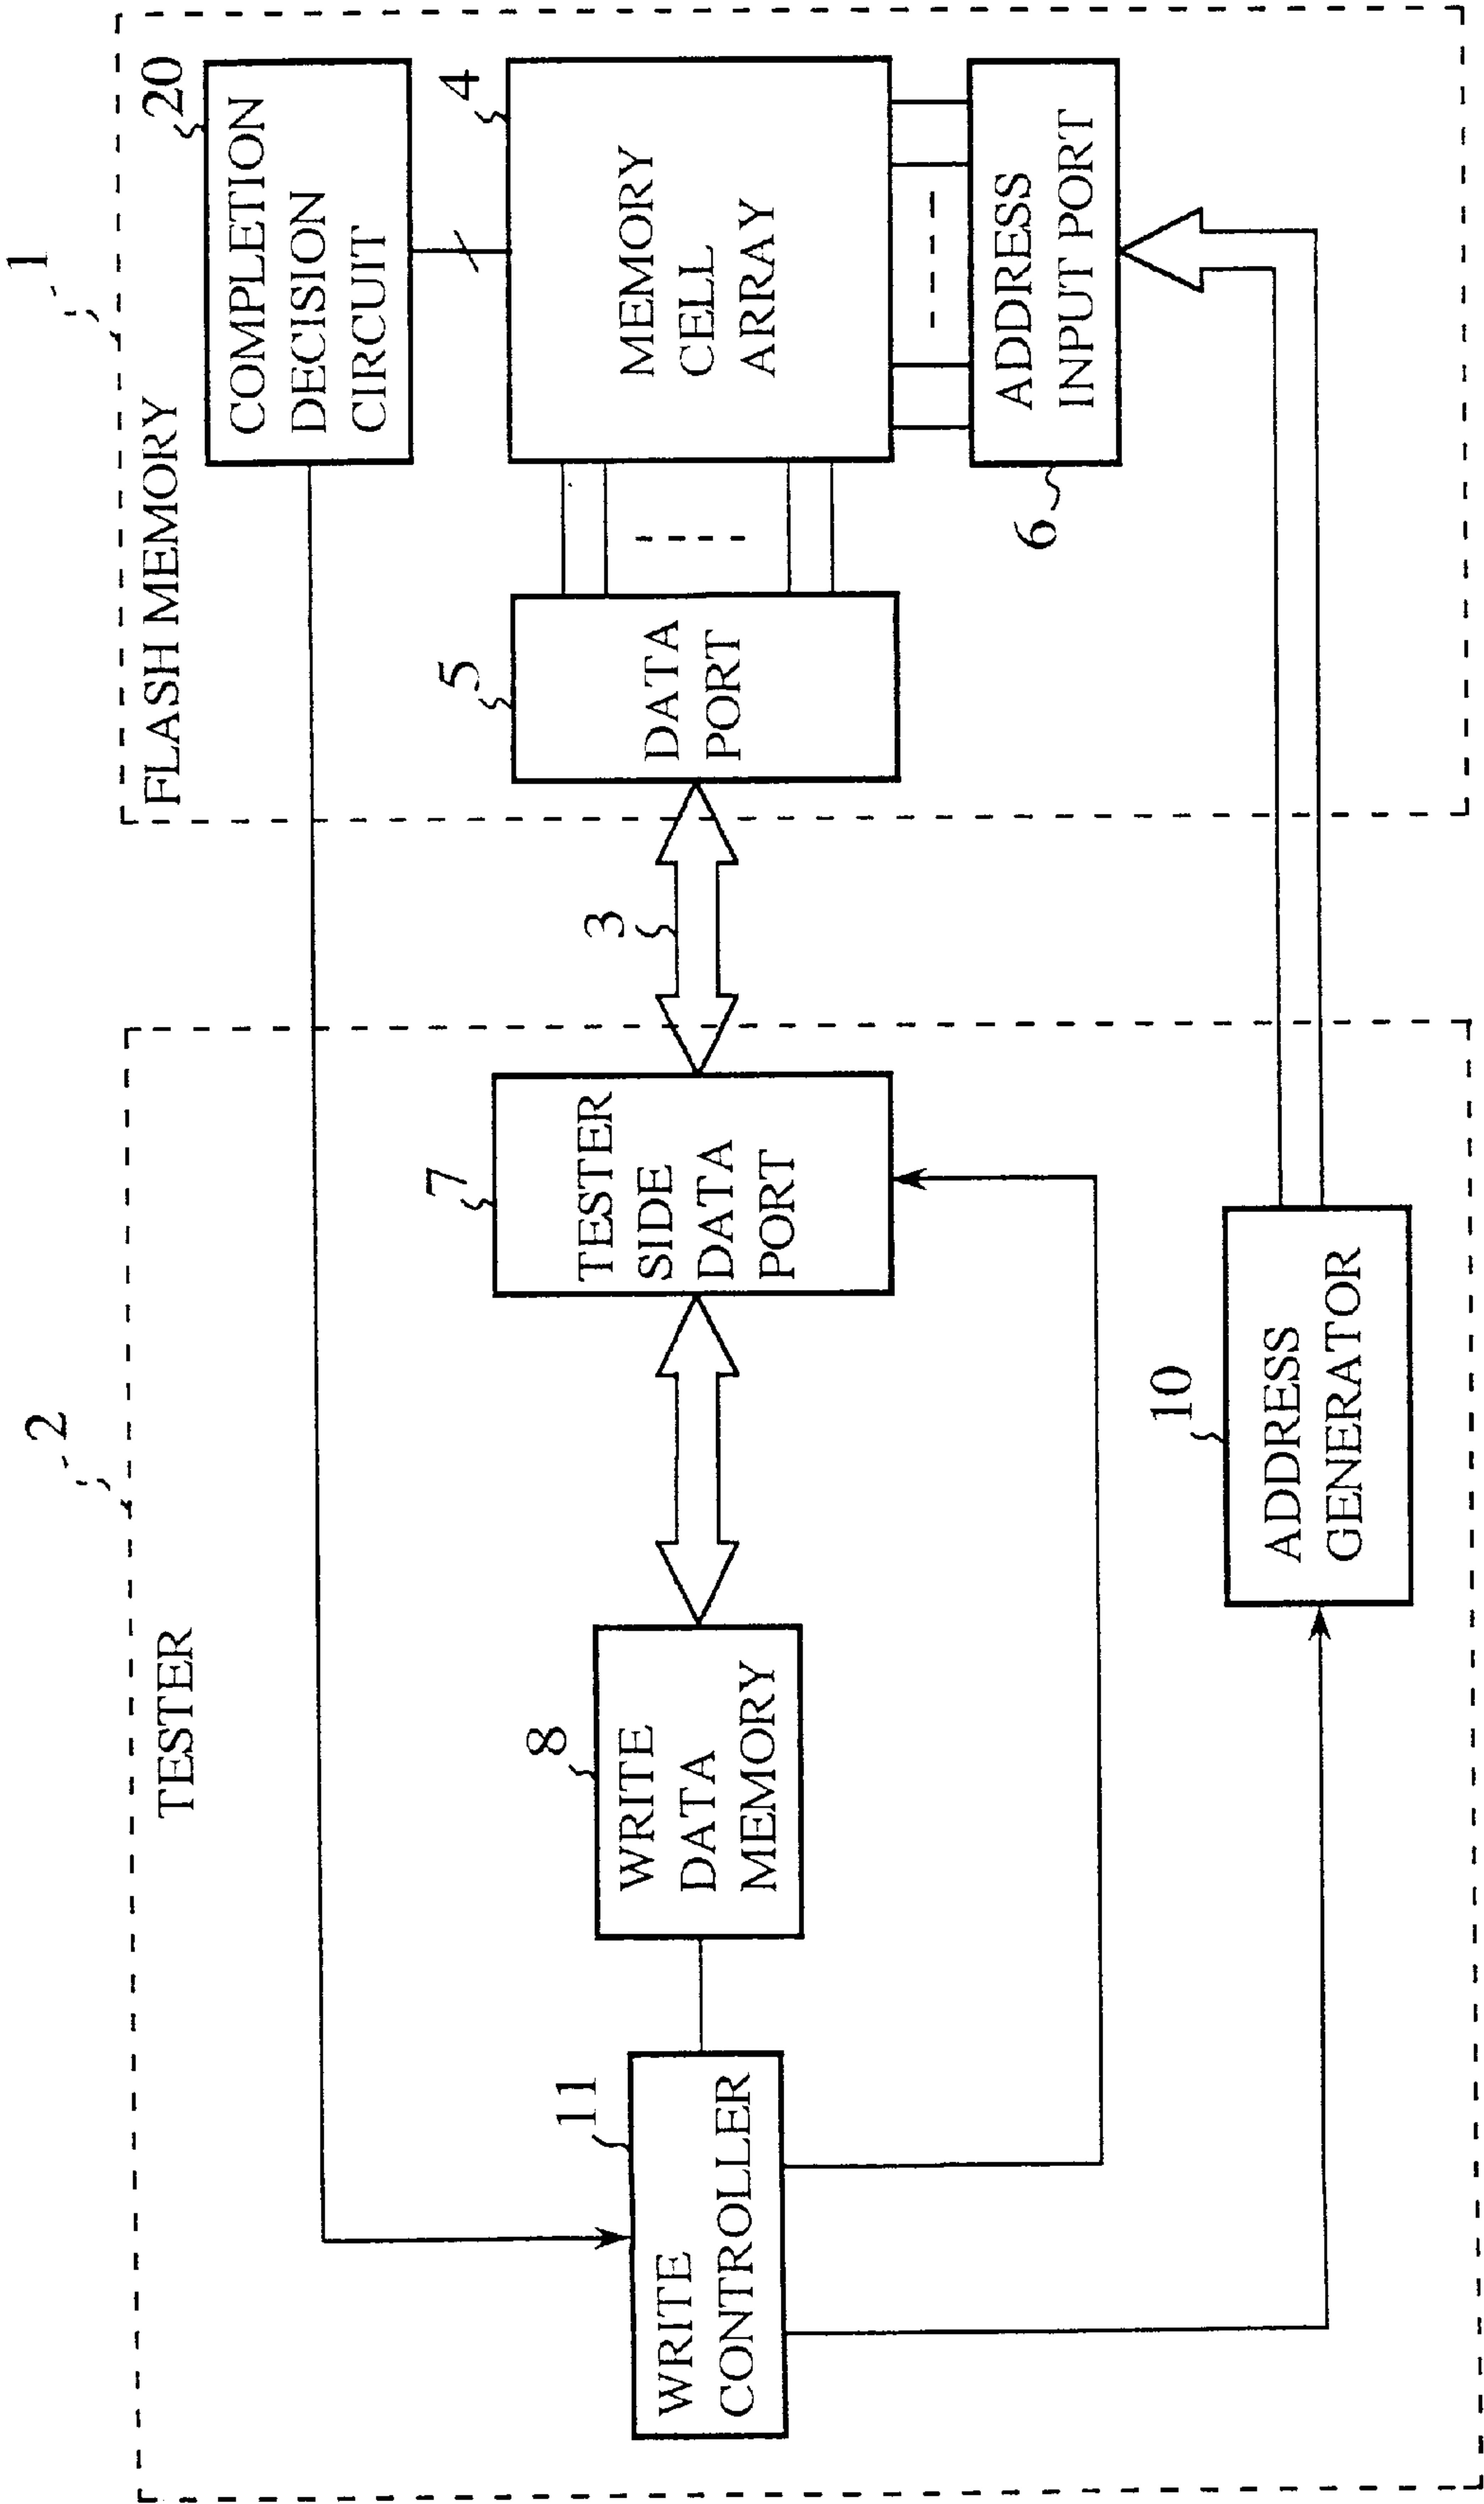 1
FLASH MEMORY
20
COMPLETION
DECISION
CIRCUIT
4
MEMORY
CELL
ARRAY
5
DATA
PORT
6
ADDRESS
INPUT PORT
3
2
TESTER
7
TESTER
SIDE
DATA
PORT
8
WRITE
DATA
MEMORY
11
WRITE
CONTROLLER
10
ADDRESS
GENERATOR